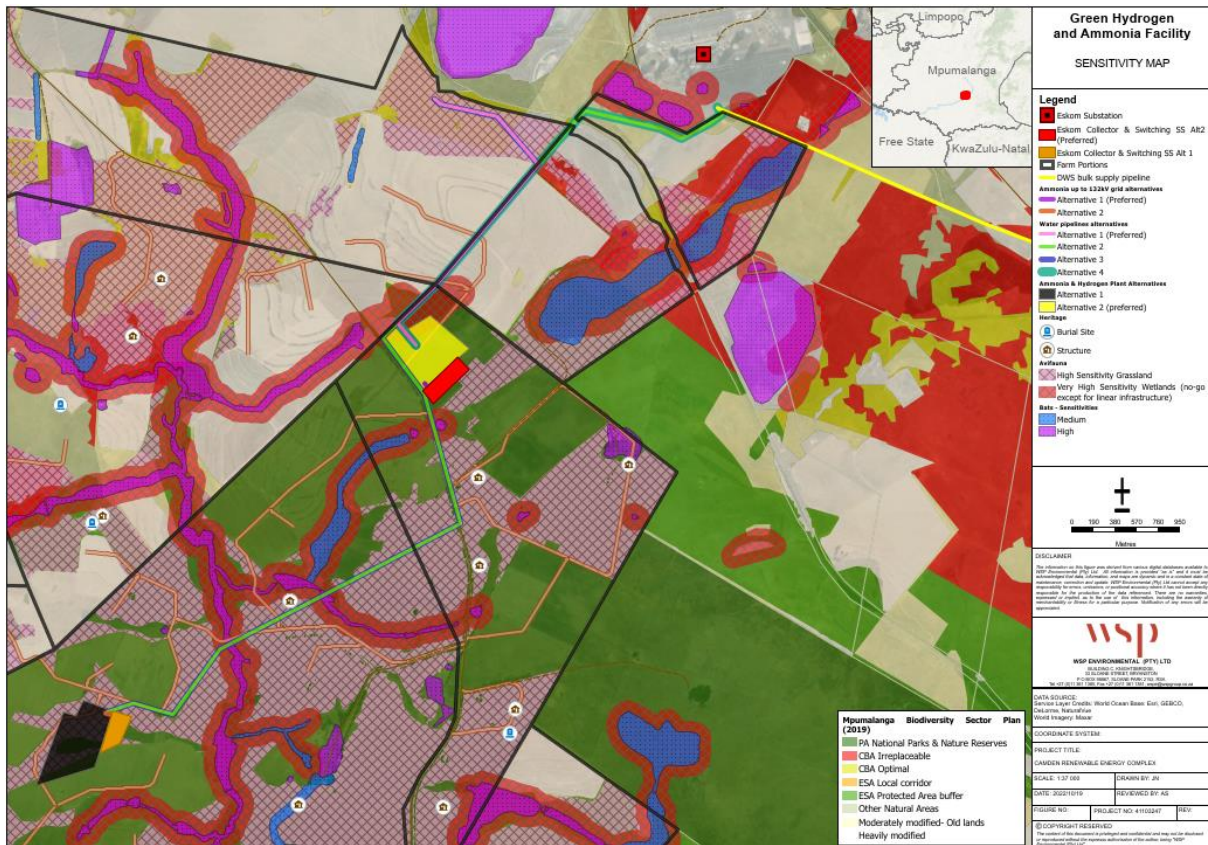 Limpopo
Mpumalanga
Free State
KwaZulu-Natal
Green Hydrogen
and Ammonia Facility
SENSITIVITY MAP
Legend
Eskom Substation
Eskom Collector & Switching SS Alt2
(Preferred)
Eskom Collector & Switching SS Alt 1
Farm Portions
DWS bulk supply pipeline
Ammonia up to 132kV grid alternatives
Alternative 1 (Preferred)
Alternative 2
Water pipelines alternatives
Alternative 1 (Preferred)
Alternative 2
Alternative 3
Alternative 4
Ammonia & Hydrogen Plant Alternatives
Alternative 1
Alternative 2 (preferred)
Heritage
Burial Site
Structure
Avifauna
High Sensitivity Grassland
Very High Sensitivity Wetlands (no-go
except for linear infrastructure)
Bats - Sensitivities
Medium
High
0 190 380 570 760 950
Metres
DISCLAIMER
wsp
WSP ENVIRONMENTAL (PTY) LTD
DATA SOURCE:
Service Layer Credits: World Ocean Base: Esri, GEBCO,
DeLorme, NaturalVue
World Imagery: Maxar
COORDINATE SYSTEM:
PROJECT TITLE:
CAMDEN RENEWABLE ENERGY COMPLEX
SCALE: 1:37 000 DRAWN BY: JN
DATE: 2022/10/19 REVIEWED BY: AS
FIGURE NO: PROJECT NO: 41103247 REV:
© COPYRIGHT RESERVED
Mpumalanga Biodiversity Sector Plan
(2019)
PA National Parks & Nature Reserves
CBA Irreplaceable
CBA Optimal
ESA Local corridor
ESA Protected Area buffer
Other Natural Areas
Moderately modified- Old lands
Heavily modified